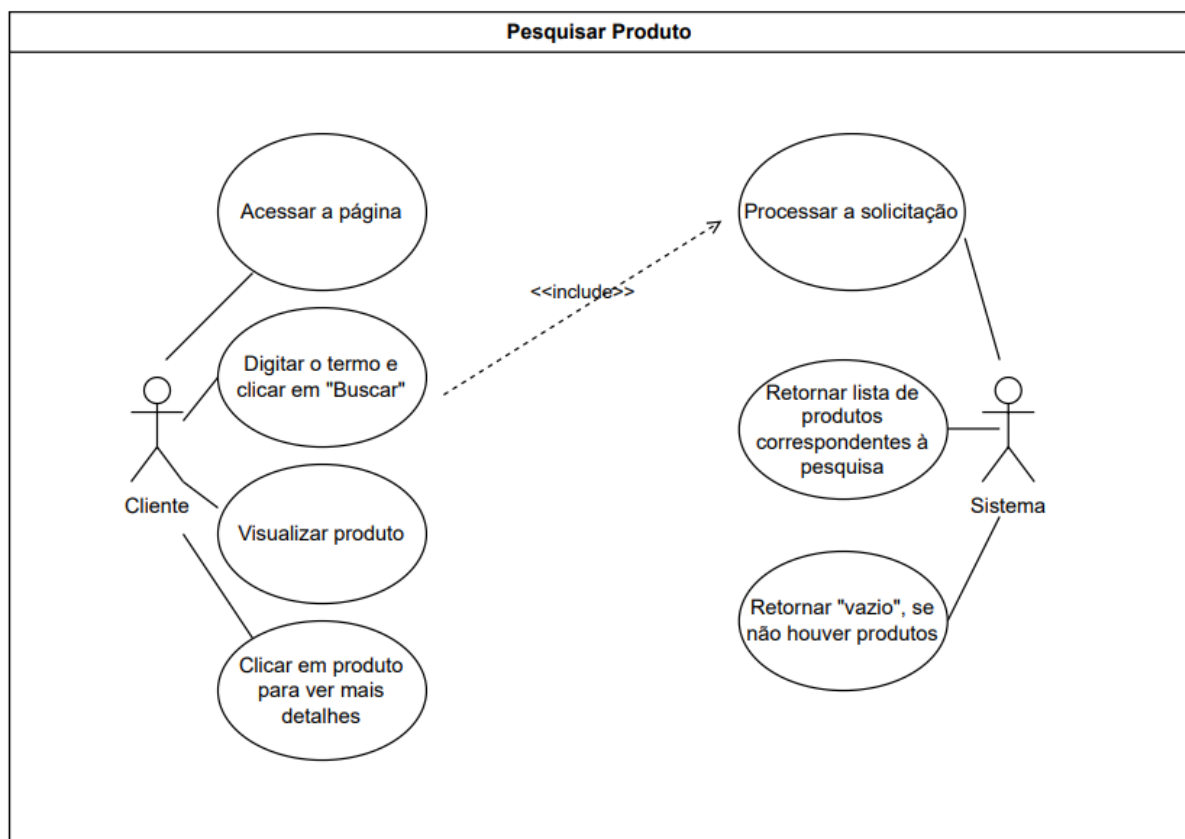 Pesquisar Produto
Acessar a página
Processar a solicitação
<<include>>
Digitar o termo e
clicar em "Buscar"
Retornar lista de
produtos
correspondentes à
pesquisa
Cliente
Sistema
Visualizar produto
Retornar "vazio", se
não houver produtos
Clicar em produto
para ver mais
detalhes